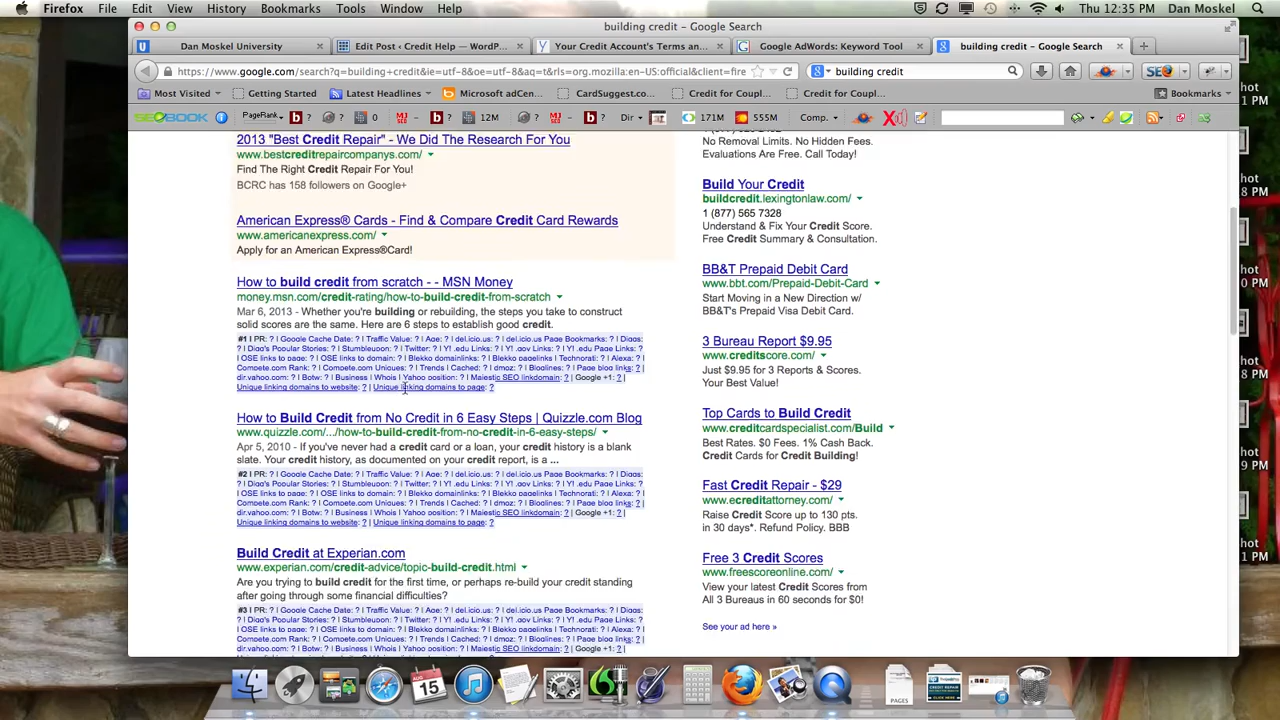 Firefox File Edit View History Bookmarks Tools Window Help
Thu 12:35 PM Dan Moskel
building credit – Google Search
Dan Moskel University
Edit Post ‹ Credit Help — WordP...
Your Credit Account's Terms an...
Google AdWords: Keyword Tool
building credit – Google Search
https://www.google.com/search?q=building+credit&ie=utf-8&oe=utf-8&aq=t&rls=org.mozilla:en-US:official&client=fire
building credit
Most Visited
Getting Started
Latest Headlines
Microsoft adCen...
CardSuggest.co...
Credit for Coupl...
Credit for Coupl...
Bookmarks
SEOBOOK PageRank 0 12M Dir 171M 555M Comp.
2013 "Best Credit Repair" - We Did The Research For You
www.bestcreditrepaircompanys.com/
Find The Right Credit Repair For You!
BCRC has 158 followers on Google+
American Express® Cards - Find & Compare Credit Card Rewards
www.americanexpress.com/
Apply for an American Express®Card!
How to build credit from scratch - - MSN Money
money.msn.com/credit-rating/how-to-build-credit-from-scratch
Mar 6, 2013 - Whether you're building or rebuilding, the steps you take to construct
solid scores are the same. Here are 6 steps to establish good credit.
#1 | PR: ? | Google Cache Date: ? | Traffic Value: ? | Age: ? | del.icio.us: ? | del.icio.us Page Bookmarks: ? | Diggs:
? | Digg's Popular Stories: ? | Stumbleupon: ? | Twitter: ? | Y! .edu Links: ? | Y! .gov Links: ? | Y! .edu Page Links: ?
| OSE links to page: ? | OSE links to domain: ? | Blekko domainlinks: ? | Blekko pagelinks | Technorati: ? | Alexa: ? |
Compete.com Rank: ? | Compete.com Uniques: ? | Trends | Cached: ? | dmoz: ? | Bloglines: ? | Page blog links: ? |
dir.yahoo.com: ? | Botw: ? | Business | Whois | Yahoo position: ? | Majestic SEO linkdomain: ? | Google +1: ? |
Unique linking domains to website: ? | Unique linking domains to page: ?
How to Build Credit from No Credit in 6 Easy Steps | Quizzle.com Blog
www.quizzle.com/.../how-to-build-credit-from-no-credit-in-6-easy-steps/
Apr 5, 2010 - If you've never had a credit card or a loan, your credit history is a blank
slate. Your credit history, as documented on your credit report, is a ...
#2 | PR: ? | Google Cache Date: ? | Traffic Value: ? | Age: ? | del.icio.us: ? | del.icio.us Page Bookmarks: ? | Diggs:
? | Digg's Popular Stories: ? | Stumbleupon: ? | Twitter: ? | Y! .edu Links: ? | Y! .gov Links: ? | Y! .edu Page Links: ?
| OSE links to page: ? | OSE links to domain: ? | Blekko domainlinks: ? | Blekko pagelinks | Technorati: ? | Alexa: ? |
Compete.com Rank: ? | Compete.com Uniques: ? | Trends | Cached: ? | dmoz: ? | Bloglines: ? | Page blog links: ? |
dir.yahoo.com: ? | Botw: ? | Business | Whois | Yahoo position: ? | Majestic SEO linkdomain: ? | Google +1: ? |
Unique linking domains to website: ? | Unique linking domains to page: ?
Build Credit at Experian.com
www.experian.com/credit-advice/topic-build-credit.html
Are you trying to build credit for the first time, or perhaps re-build your credit standing
after going through some financial difficulties?
#3 | PR: ? | Google Cache Date: ? | Traffic Value: ? | Age: ? | del.icio.us: ? | del.icio.us Page Bookmarks: ? | Diggs:
? | Digg's Popular Stories: ? | Stumbleupon: ? | Twitter: ? | Y! .edu Links: ? | Y! .gov Links: ? | Y! .edu Page Links: ?
| OSE links to page: ? | OSE links to domain: ? | Blekko domainlinks: ? | Blekko pagelinks | Technorati: ? | Alexa: ? |
Compete.com Rank: ? | Compete.com Uniques: ? | Trends | Cached: ? | dmoz: ? | Bloglines: ? | Page blog links: ? |
dir.yahoo.com: ? | Botw: ? | Business | Whois | Yahoo position: ? | Majestic SEO linkdomain: ? | Google +1: ? |
No Removal Limits. No Hidden Fees.
Evaluations Are Free. Call Today!
Build Your Credit
buildcredit.lexingtonlaw.com/
1 (877) 565 7328
Understand & Fix Your Credit Score.
Free Credit Summary & Consultation.
BB&T Prepaid Debit Card
www.bbt.com/Prepaid-Debit-Card
Start Moving in a New Direction w/
BB&T's Prepaid Visa Debit Card.
3 Bureau Report $9.95
www.creditscore.com/
Just $9.95 for 3 Reports & Scores.
Your Best Value!
Top Cards to Build Credit
www.creditcardspecialist.com/Build
Best Rates. $0 Fees. 1% Cash Back.
Credit Cards for Credit Building!
Fast Credit Repair - $29
www.ecreditattorney.com/
Raise Credit Score up to 130 pts.
in 30 days*. Refund Policy. BBB
Free 3 Credit Scores
www.freescoreonline.com/
View your latest Credit Scores from
All 3 Bureaus in 60 seconds for $0!
See your ad here »
AUG
15
PAGES